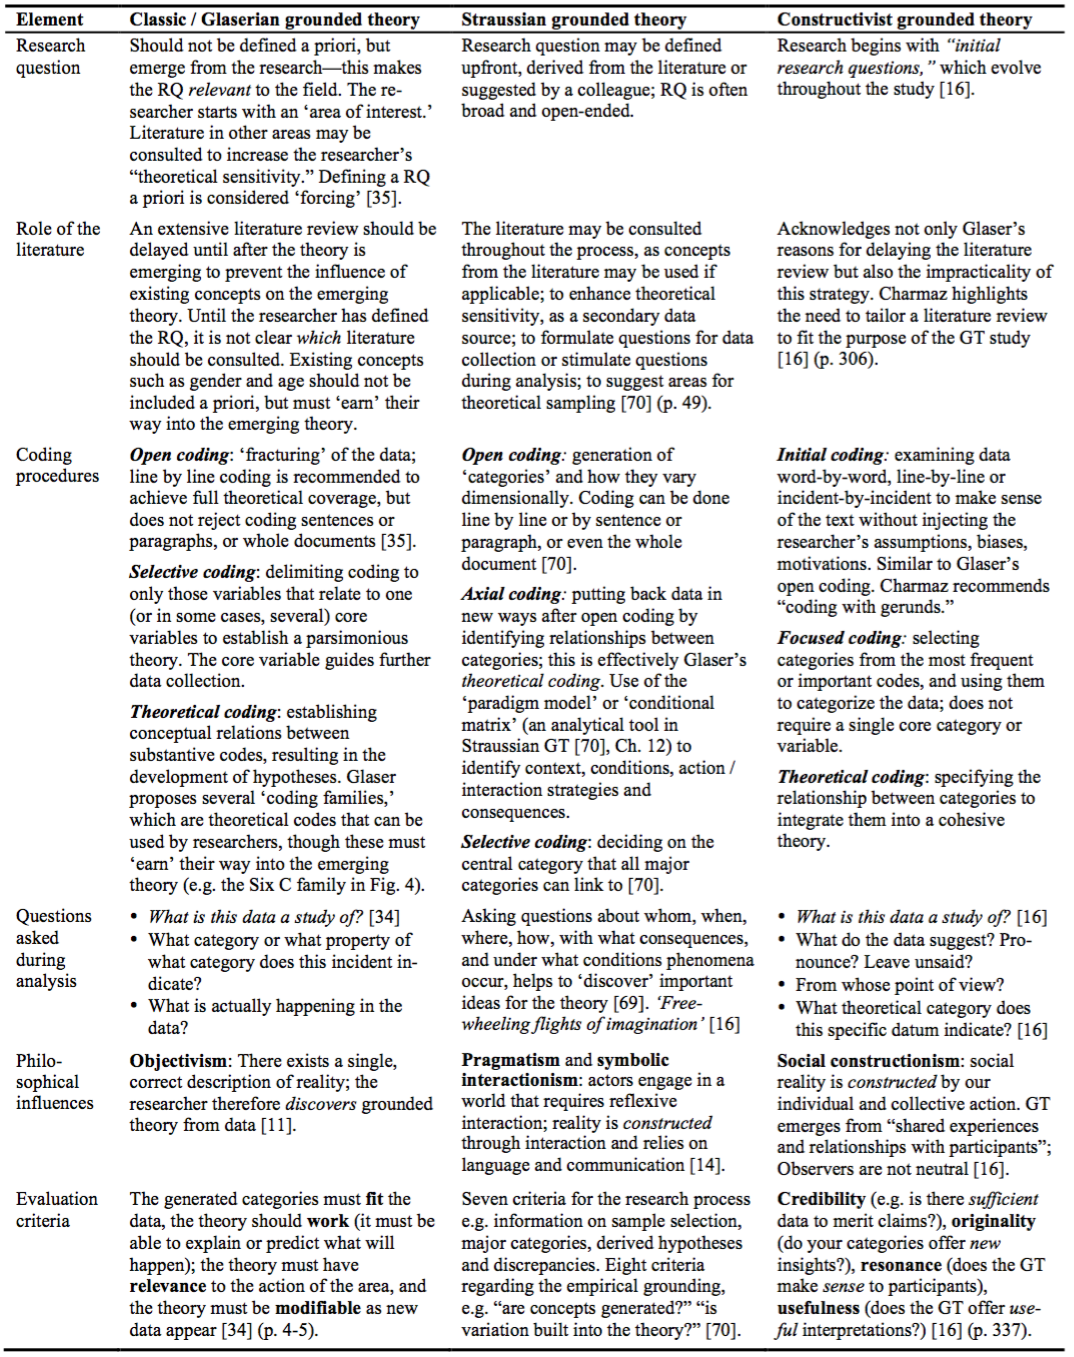 Element
Classic / Glaserian grounded theory
Straussian grounded theory
Constructivist grounded theory
Research
question
Should not be defined a priori, but
emerge from the research—this makes
the RQ relevant to the field. The re-
searcher starts with an ‘area of interest.’
Literature in other areas may be
consulted to increase the researcher’s
“theoretical sensitivity.” Defining a RQ
a priori is considered ‘forcing’ [35].
Research question may be defined
upfront, derived from the literature or
suggested by a colleague; RQ is often
broad and open-ended.
Research begins with “initial
research questions,” which evolve
throughout the study [16].
Role of the
literature
An extensive literature review should be
delayed until after the theory is
emerging to prevent the influence of
existing concepts on the emerging
theory. Until the researcher has defined
the RQ, it is not clear which literature
should be consulted. Existing concepts
such as gender and age should not be
included a priori, but must ‘earn’ their
way into the emerging theory.
The literature may be consulted
throughout the process, as concepts
from the literature may be used if
applicable; to enhance theoretical
sensitivity, as a secondary data
source; to formulate questions for data
collection or stimulate questions
during analysis; to suggest areas for
theoretical sampling [70] (p. 49).
Acknowledges not only Glaser’s
reasons for delaying the literature
review but also the impracticality of
this strategy. Charmaz highlights
the need to tailor a literature review
to fit the purpose of the GT study
[16] (p. 306).
Coding
procedures
Open coding: ‘fracturing’ of the data;
line by line coding is recommended to
achieve full theoretical coverage, but
does not reject coding sentences or
paragraphs, or whole documents [35].
Selective coding: delimiting coding to
only those variables that relate to one
(or in some cases, several) core
variables to establish a parsimonious
theory. The core variable guides further
data collection.
Theoretical coding: establishing
conceptual relations between
substantive codes, resulting in the
development of hypotheses. Glaser
proposes several ‘coding families,’
which are theoretical codes that can be
used by researchers, though these must
‘earn’ their way into the emerging
theory (e.g. the Six C family in Fig. 4).
Open coding: generation of
‘categories’ and how they vary
dimensionally. Coding can be done
line by line or by sentence or
paragraph, or even the whole
document [70].
Axial coding: putting back data in
new ways after open coding by
identifying relationships between
categories; this is effectively Glaser’s
theoretical coding. Use of the
‘paradigm model’ or ‘conditional
matrix’ (an analytical tool in
Straussian GT [70], Ch. 12) to
identify context, conditions, action /
interaction strategies and
consequences.
Selective coding: deciding on the
central category that all major
categories can link to [70].
Initial coding: examining data
word-by-word, line-by-line or
incident-by-incident to make sense
of the text without injecting the
researcher’s assumptions, biases,
motivations. Similar to Glaser’s
open coding. Charmaz recommends
“coding with gerunds.”
Focused coding: selecting
categories from the most frequent
or important codes, and using them
to categorize the data; does not
require a single core category or
variable.
Theoretical coding: specifying the
relationship between categories to
integrate them into a cohesive
theory.
Questions
asked
during
analysis
• What is this data a study of? [34]
• What category or what property of
what category does this incident in-
dicate?
• What is actually happening in the
data?
Asking questions about whom, when,
where, how, with what consequences,
and under what conditions phenomena
occur, helps to ‘discover’ important
ideas for the theory [69]. ‘Free-
wheeling flights of imagination’ [16]
• What is this data a study of? [16]
• What do the data suggest? Pro-
nounce? Leave unsaid?
• From whose point of view?
• What theoretical category does
this specific datum indicate? [16]
Philo-
sophical
influences
Objectivism: There exists a single,
correct description of reality; the
researcher therefore discovers grounded
theory from data [11].
Pragmatism and symbolic
interactionism: actors engage in a
world that requires reflexive
interaction; reality is constructed
through interaction and relies on
language and communication [14].
Social constructionism: social
reality is constructed by our
individual and collective action. GT
emerges from “shared experiences
and relationships with participants”;
Observers are not neutral [16].
Evaluation
criteria
The generated categories must fit the
data, the theory should work (it must be
able to explain or predict what will
happen); the theory must have
relevance to the action of the area, and
the theory must be modifiable as new
data appear [34] (p. 4-5).
Seven criteria for the research process
e.g. information on sample selection,
major categories, derived hypotheses
and discrepancies. Eight criteria
regarding the empirical grounding,
e.g. “are concepts generated?” “is
variation built into the theory?” [70].
Credibility (e.g. is there sufficient
data to merit claims?), originality
(do your categories offer new
insights?), resonance (does the GT
make sense to participants),
usefulness (does the GT offer use-
ful interpretations?) [16] (p. 337).